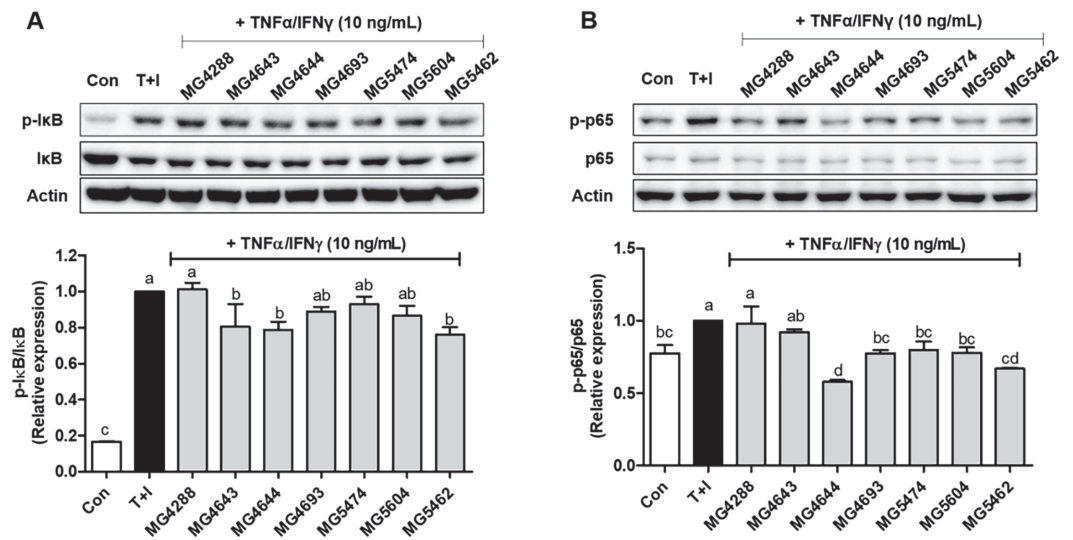 A
+ TNFα/IFNγ (10 ng/mL)
Con T+I MG4288 MG4643 MG4644 MG4693 MG5474 MG5604 MG5462
p-IκB
IκB
Actin
+ TNFα/IFNγ (10 ng/mL)
p-IκB/IκB
(Relative expression)
1.2
1.0
0.8
0.6
0.4
0.2
0.0
c a a b b ab ab ab b
Con T+I MG4288 MG4643 MG4644 MG4693 MG5474 MG5604 MG5462
B
+ TNFα/IFNγ (10 ng/mL)
Con T+I MG4288 MG4643 MG4644 MG4693 MG5474 MG5604 MG5462
p-p65
p65
Actin
+ TNFα/IFNγ (10 ng/mL)
p-p65/p65
(Relative expression)
1.5
1.0
0.5
0.0
bc a a ab d bc bc bc cd
Con T+I MG4288 MG4643 MG4644 MG4693 MG5474 MG5604 MG5462